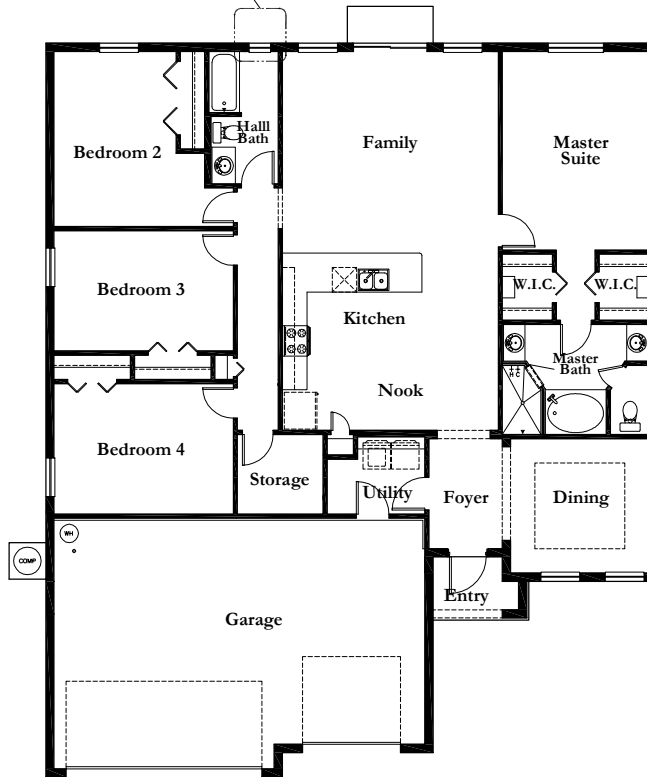 Halll
Bath
Bedroom 2
Family
Master
Suite
Bedroom 3
W.I.C.
W.I.C.
Kitchen
Master
Bath
H C
Nook
Bedroom 4
Storage
Utility
Foyer
Dining
WH
COMP
Entry
Garage